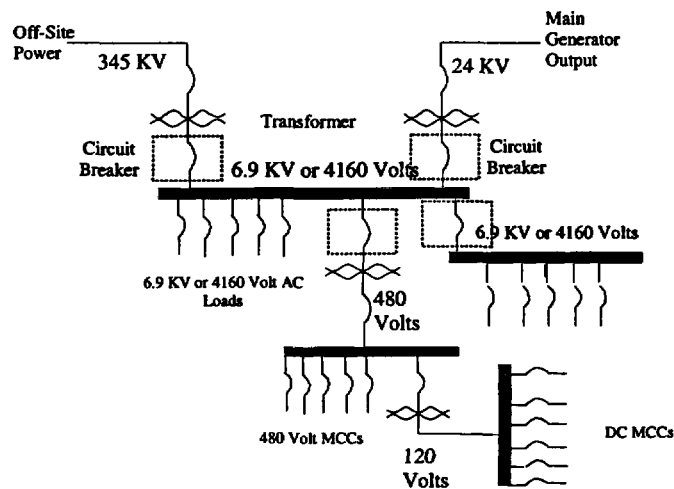 Off-Site
Power
345 KV
24 KV
Main
Generator
Output
Transformer
Circuit
Breaker
Circuit
Breaker
6.9 KV or 4160 Volts
6.9 KV or 4160 Volts
6.9 KV or 4160 Volt AC
Loads
480
Volts
480 Volt MCCs
120
Volts
DC MCCs